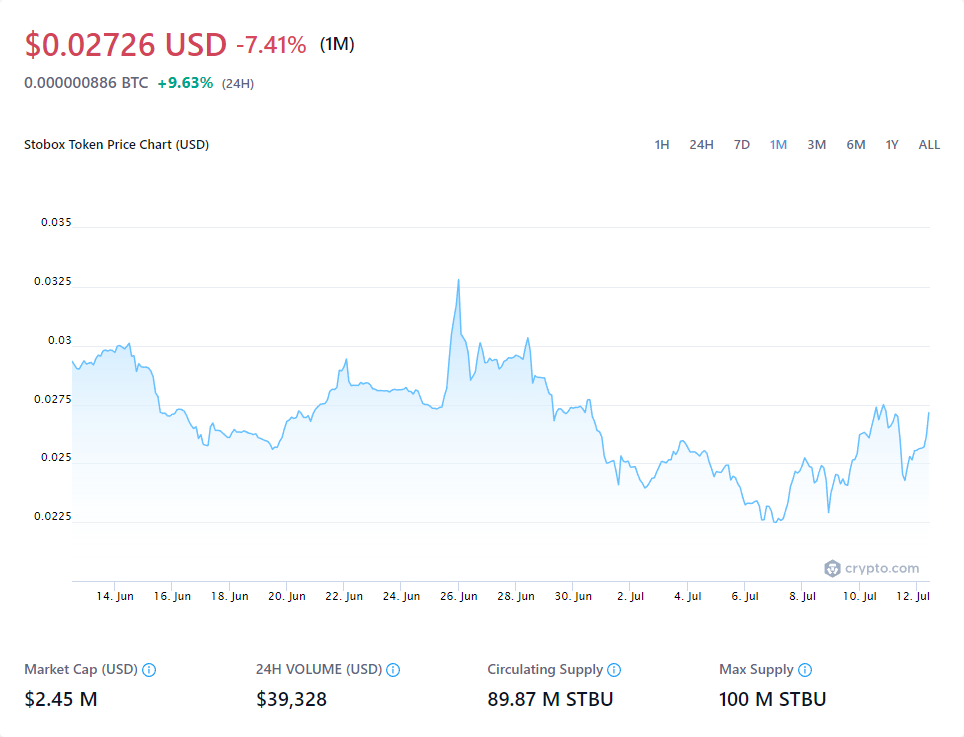 $0.02726 USD -7.41% (1M)
0.000000886 BTC +9.63% (24H)
Stobox Token Price Chart (USD) 1H 24H 7D 1M 3M 6M 1Y ALL
0.035
0.0325
0.03
0.0275
0.025
0.0225
crypto.com
14. Jun 16. Jun 18. Jun 20. Jun 22. Jun 24. Jun 26. Jun 28. Jun 30. Jun 2. Jul 4. Jul 6. Jul 8. Jul 10. Jul 12. Jul
Market Cap (USD) 24H VOLUME (USD) Circulating Supply Max Supply
$2.45 M $39,328 89.87 M STBU 100 M STBU